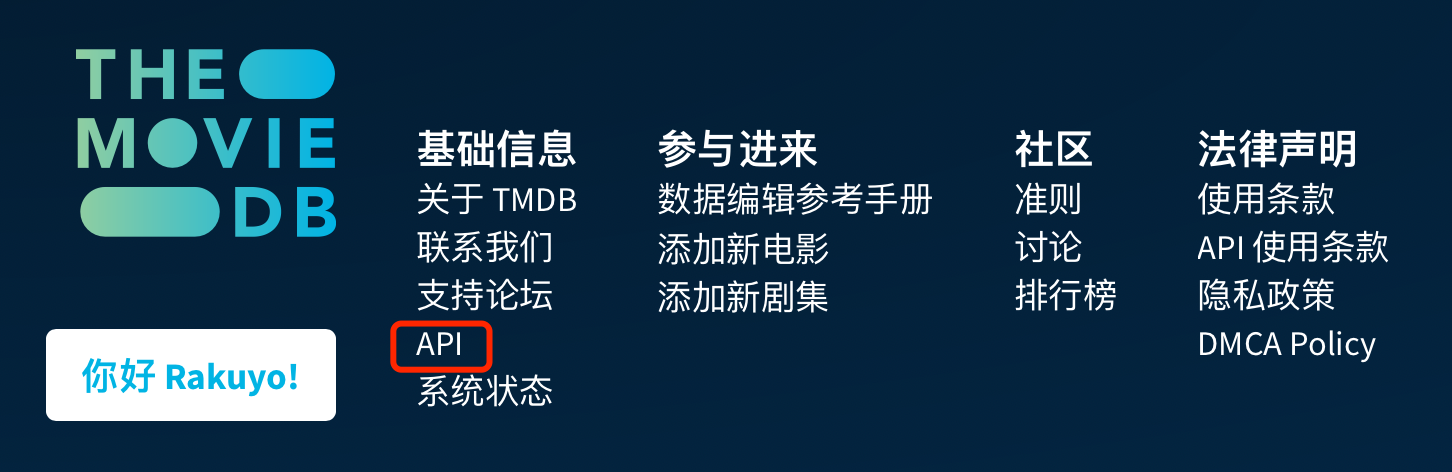 THE
MOVIE
DB
你好 Rakuyo!
基础信息
关于 TMDB
联系我们
支持论坛
API
系统状态
参与进来
数据编辑参考手册
添加新电影
添加新剧集
社区
准则
讨论
排行榜
法律声明
使用条款
API 使用条款
隐私政策
DMCA Policy